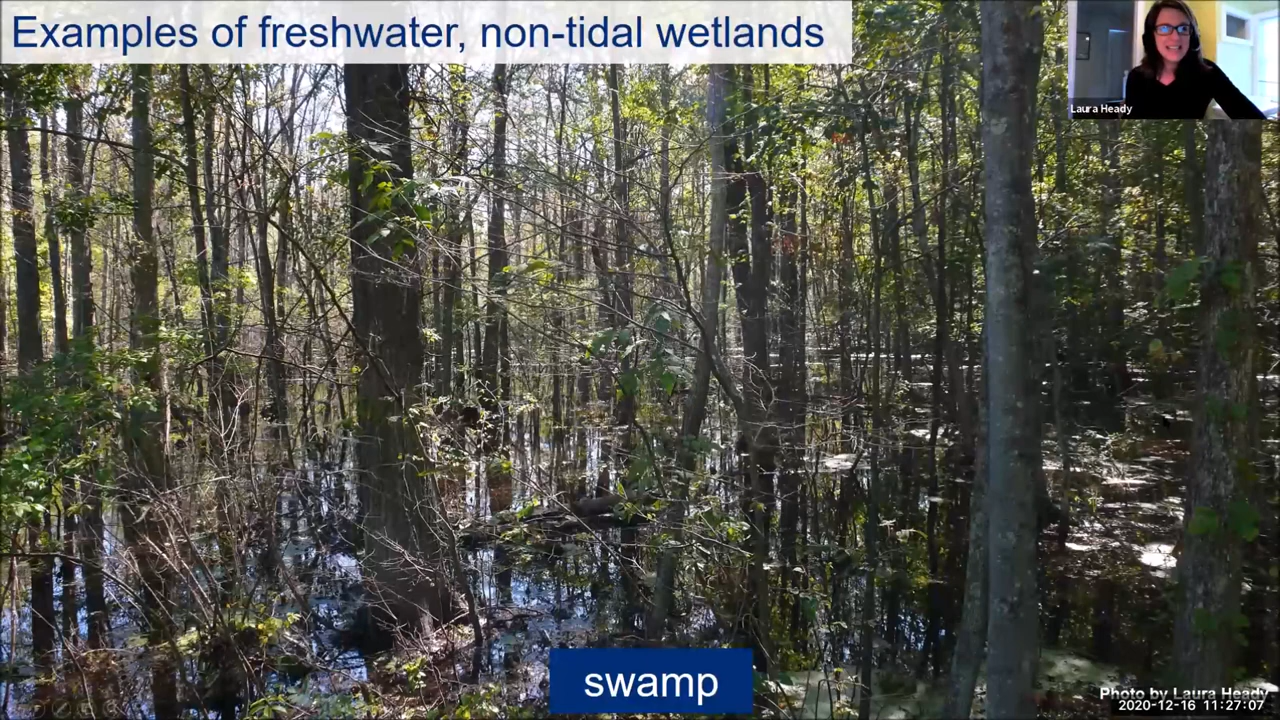 Examples of freshwater, non-tidal wetlands
Laura Heady
swamp
Photo by Laura Heady
2020-12-16 11:27:07